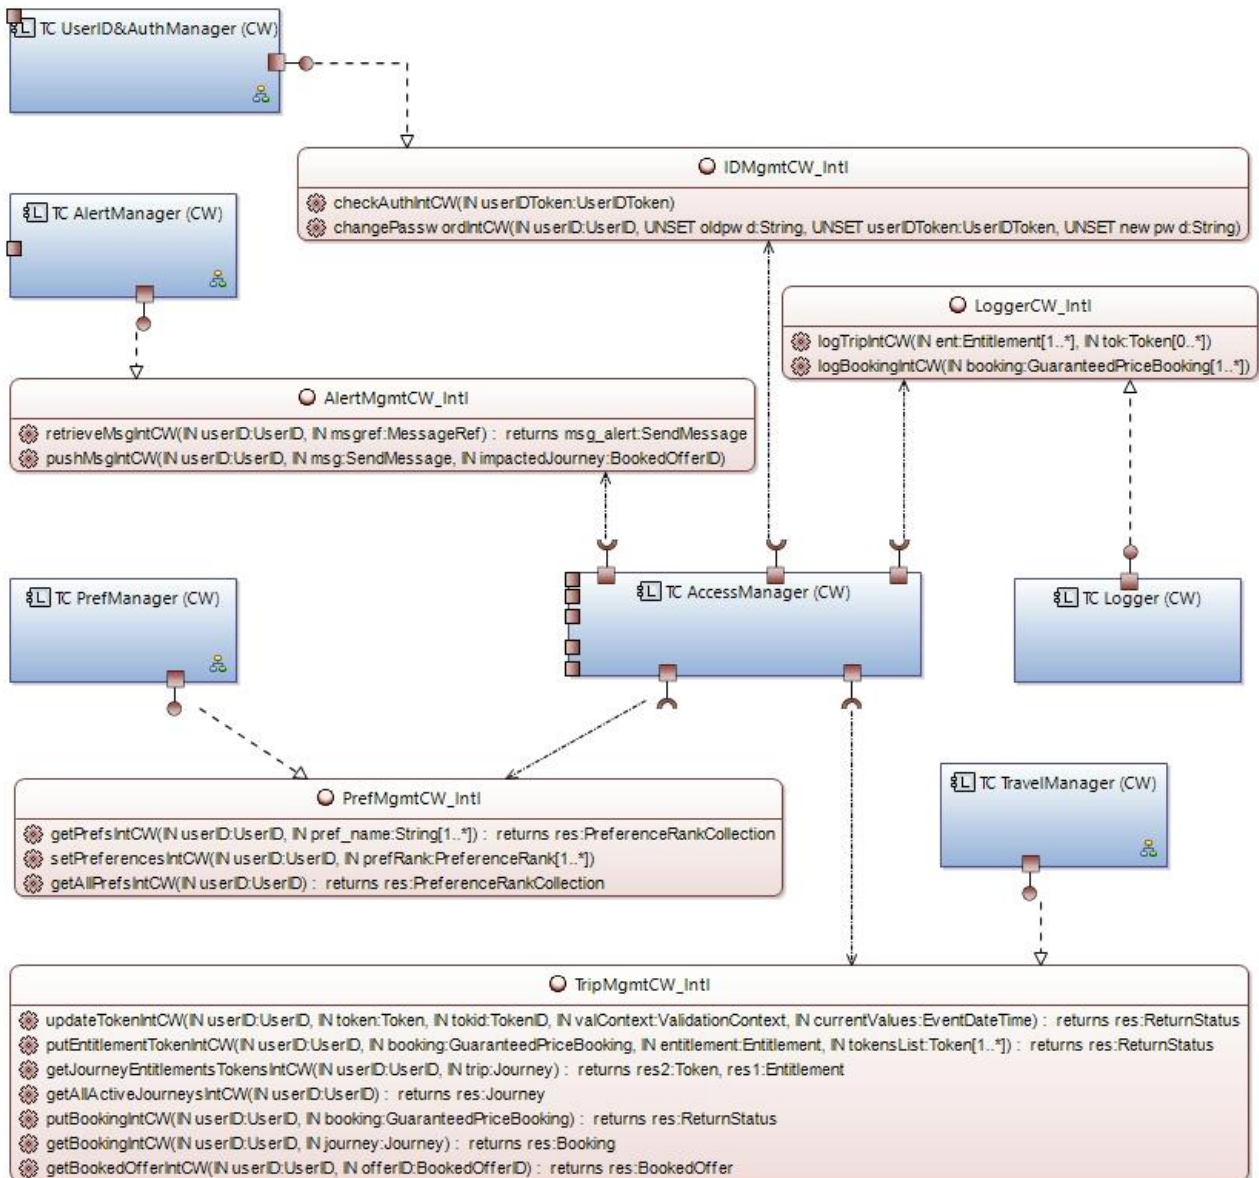 TC UserID&AuthManager (CW)
IDMgmtCW_Intl
checkAuthIntCW(IN userIDToken:UserIDToken)
changePassw ordIntCW(IN userID:UserID, UNSET oldpw d:String, UNSET userIDToken:UserIDToken, UNSET new pw d:String)
TC AlertManager (CW)
LoggerCW_Intl
logTripIntCW(IN ent:Entitlement[1..*], IN tok:Token[0..*])
logBookingIntCW(IN booking:GuaranteedPriceBooking[1..*])
AlertMgmtCW_Intl
retrieveMsgIntCW(IN userID:UserID, IN msgref:MessageRef) : returns msg_alert:SendMessage
pushMsgIntCW(IN userID:UserID, IN msg:SendMessage, IN impactedJourney:BookedOfferID)
TC PrefManager (CW)
TC AccessManager (CW)
TC Logger (CW)
PrefMgmtCW_Intl
getPrefsIntCW(IN userID:UserID, IN pref_name:String[1..*]) : returns res:PreferenceRankCollection
setPreferencesIntCW(IN userID:UserID, IN prefRank:PreferenceRank[1..*])
getAllPrefsIntCW(IN userID:UserID) : returns res:PreferenceRankCollection
TC TravelManager (CW)
TripMgmtCW_Intl
updateTokenIntCW(IN userID:UserID, IN token:Token, IN tokid:TokenID, IN valContext:ValidationContext, IN currentValues:EventDateTime) : returns res:ReturnStatus
putEntitlementTokenIntCW(IN userID:UserID, IN booking:GuaranteedPriceBooking, IN entitlement:Entitlement, IN tokensList:Token[1..*]) : returns res:ReturnStatus
getJourneyEntitlementsTokensIntCW(IN userID:UserID, IN trip:Journey) : returns res2:Token, res1:Entitlement
getAllActiveJourneysIntCW(IN userID:UserID) : returns res:Journey
putBookingIntCW(IN userID:UserID, IN booking:GuaranteedPriceBooking) : returns res:ReturnStatus
getBookingIntCW(IN userID:UserID, IN journey:Journey) : returns res:Booking
getBookedOfferIntCW(IN userID:UserID, IN offerID:BookedOfferID) : returns res:BookedOffer